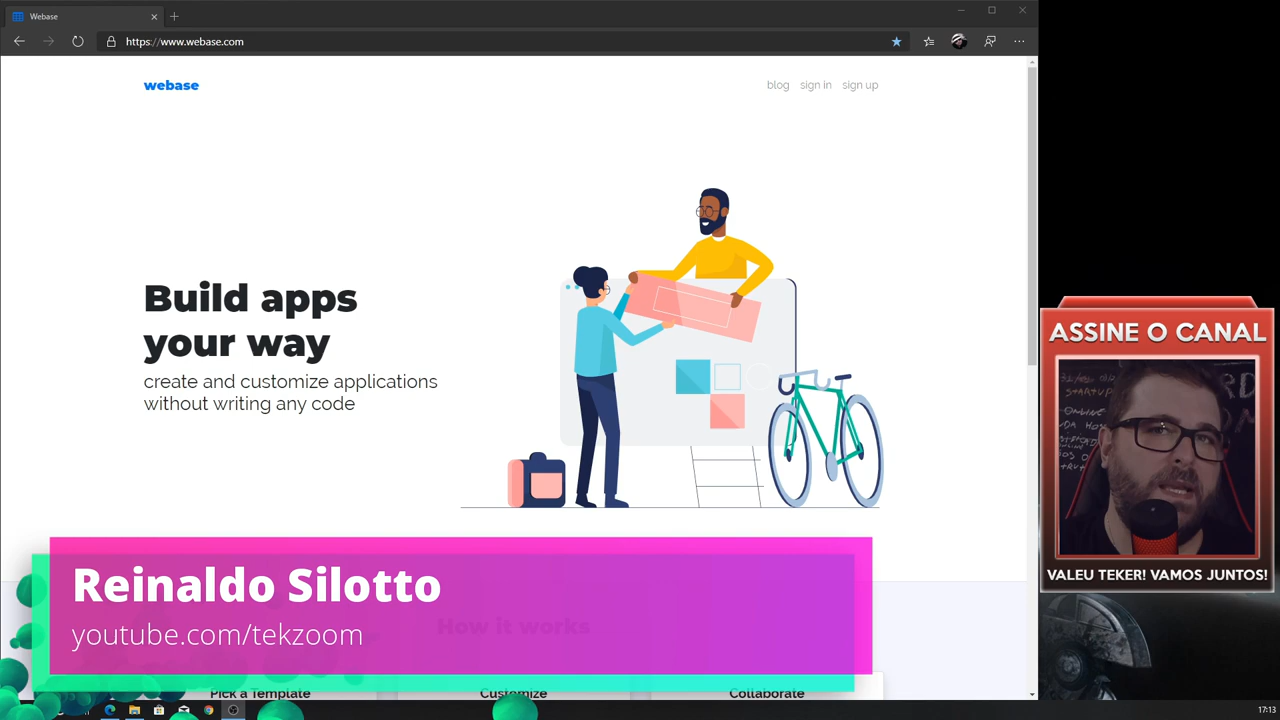 Webase
https://www.webase.com
webase
blog sign in sign up
Build apps
your way
create and customize applications
without writing any code
ASSINE O CANAL
VALEU TEKER! VAMOS JUNTOS!
Reinaldo Silotto
youtube.com/tekzoom
How it works
Pick a Template
Customize
Collaborate
17:13